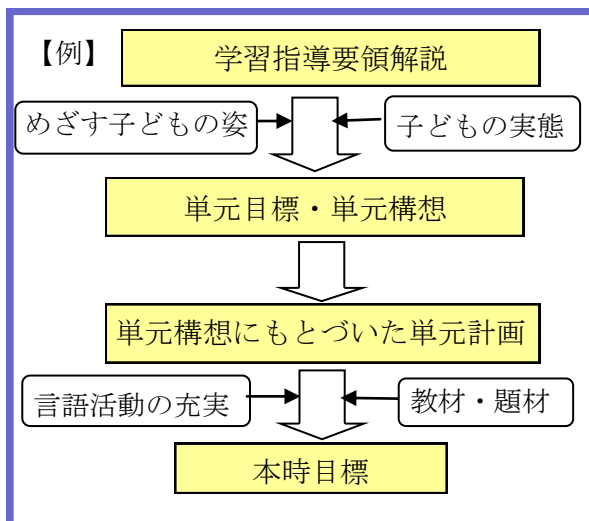 【例】
学習指導要領解説
めざす子どもの姿
子どもの実態
単元目標・単元構想
単元構想にもとづいた単元計画
言語活動の充実
教材・題材
本時目標